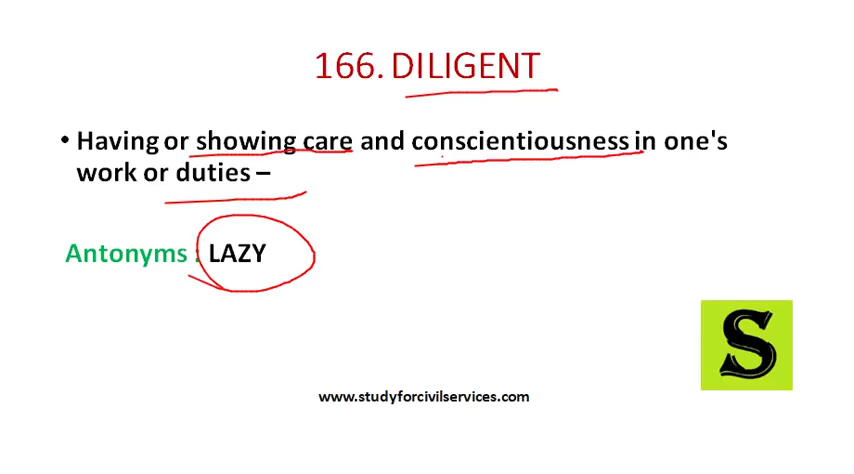 166. DILIGENT
• Having or showing care and conscientiousness in one's
work or duties –
Antonyms : LAZY
S
www.studyforcivilservices.com